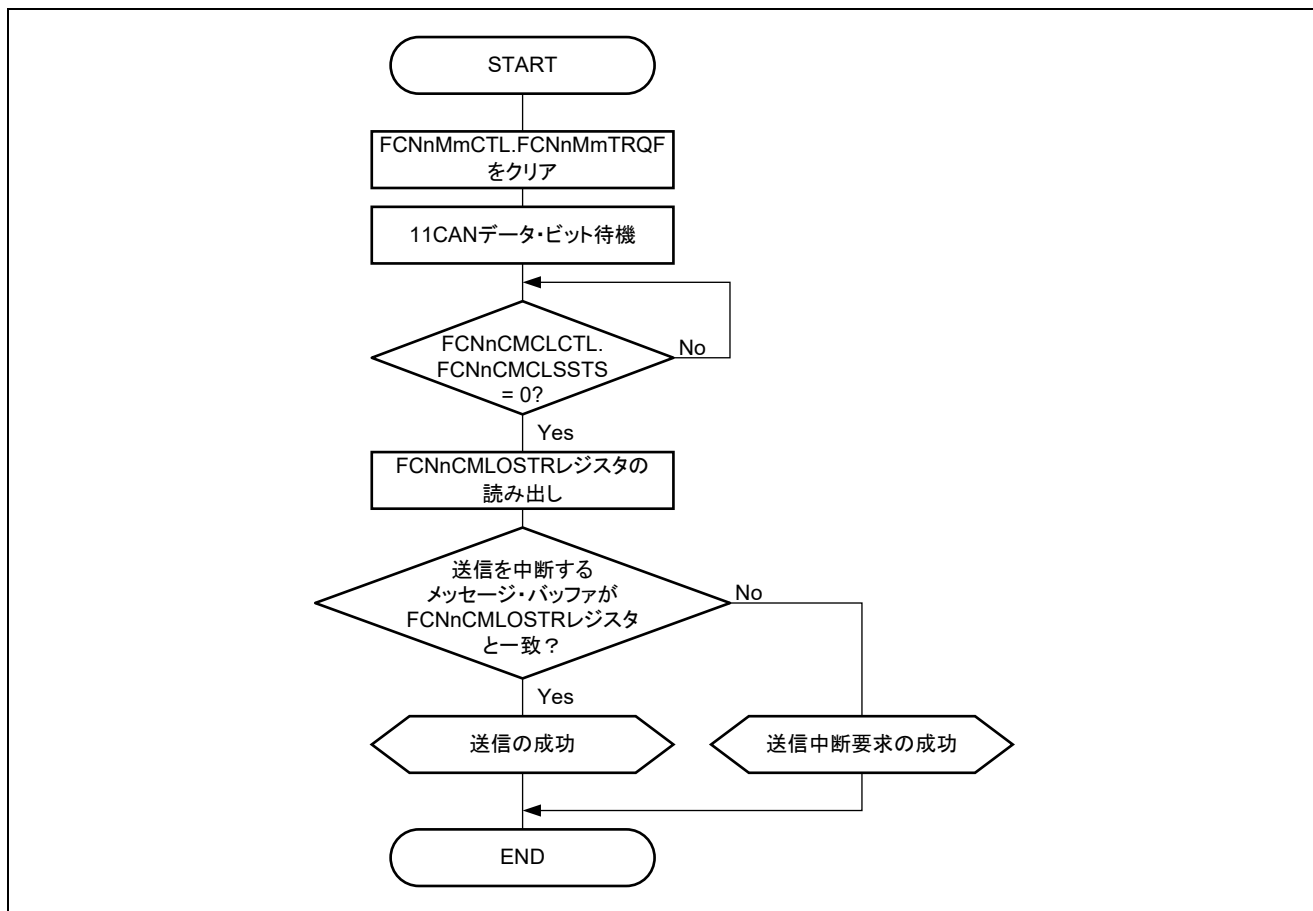 START
FCNnMmCTL.FCNnMmTRQF
をクリア
11CANデータ・ビット待機
FCNnCMCLCTL.
FCNnCMCLSSTS
= 0?
No
Yes
FCNnCMLOSTRレジスタの
読み出し
送信を中断する
メッセージ・バッファが
FCNnCMLOSTRレジスタ
と一致？
No
Yes
送信の成功
送信中断要求の成功
END